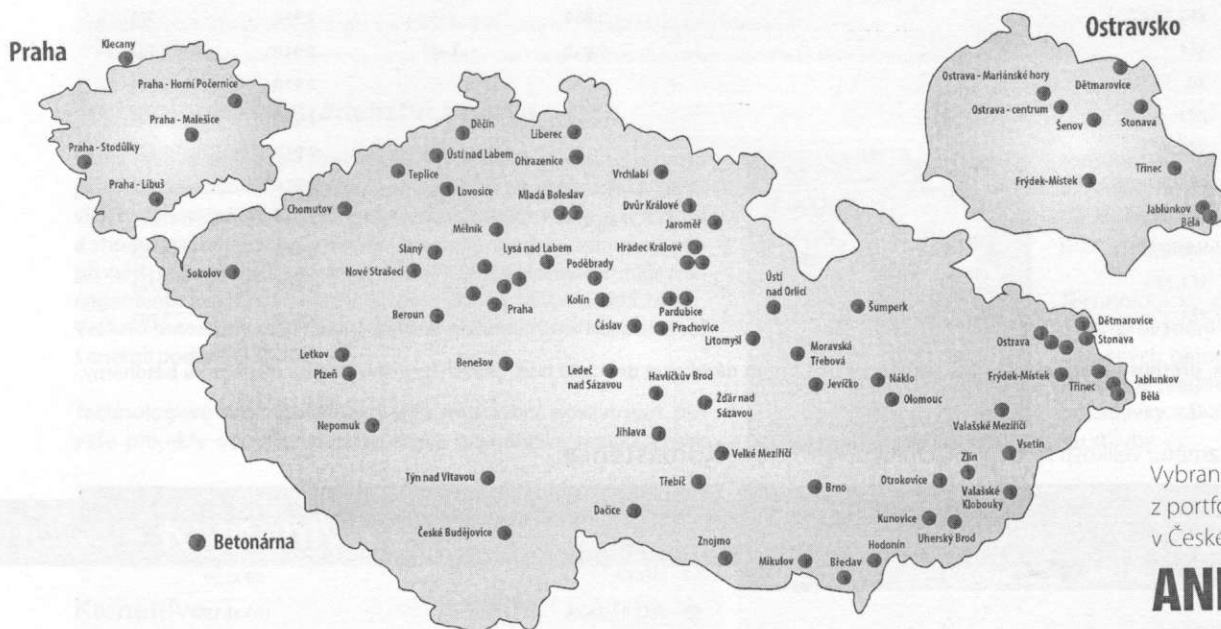 Praha
Klecany
Praha - Horní Počernice
Praha - Malešice
Praha - Stodůlky
Praha - Libuš
Ostravsko
Ostrava - Mariánské hory
Dětmarovice
Ostrava - centrum
Šenov
Stonava
Třinec
Frýdek-Místek
Jablunkov
Bělá
Děčín
Liberec
Ústí nad Labem
Ohrazenice
Teplice
Vrchlabí
Lovosice
Mladá Boleslav
Chomutov
Dvůr Králové
Jaroměř
Mělník
Slaný
Lysá nad Labem
Hradec Králové
Sokolov
Nové Strašecí
Poděbrady
Ústí
nad Orlicí
Kolín
Praha
Pardubice
Šumperk
Beroun
Čáslav
Prachovice
Dětmarovice
Litomyšl
Ostrava
Stonava
Letkov
Moravská
Třebová
Benešov
Plzeň
Ledeč
nad Sázavou
Havlíčkův Brod
Jevíčko
Náklo
Frýdek-Místek
Třinec
Jablunkov
Bělá
Žďár nad
Sázavou
Olomouc
Nepomuk
Valašské Meziříčí
Jihlava
Velké Meziříčí
Vsetín
Zlín
Týn nad Vltavou
Třebíč
Brno
Otrokovice
Valašské
Klobouky
Dačice
Kunovice
Uherský Brod
České Budějovice
Betonárna
Znojmo
Mikulov
Břeclav
Hodonín
Vybran
z portfo
v České